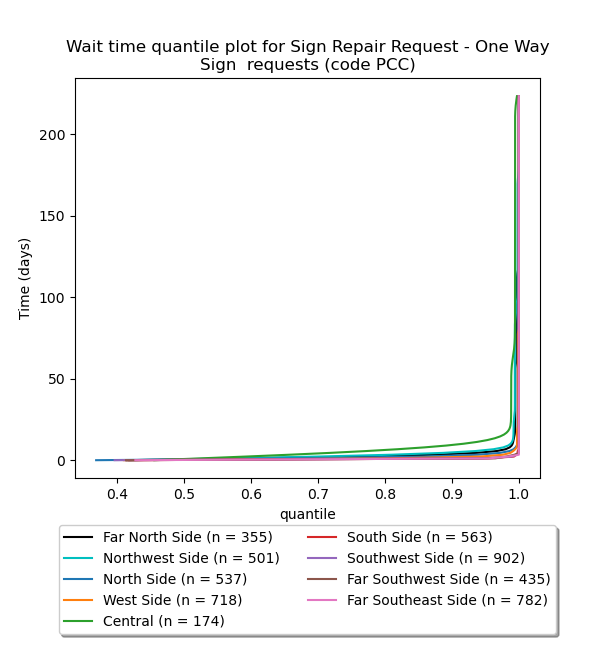 Wait time quantile plot for Sign Repair Request - One Way
Sign  requests (code PCC)
Time (days)
200
150
100
50
0
0.4 0.5 0.6 0.7 0.8 0.9 1.0
quantile
Far North Side (n = 355)
Northwest Side (n = 501)
North Side (n = 537)
West Side (n = 718)
Central (n = 174)
South Side (n = 563)
Southwest Side (n = 902)
Far Southwest Side (n = 435)
Far Southeast Side (n = 782)